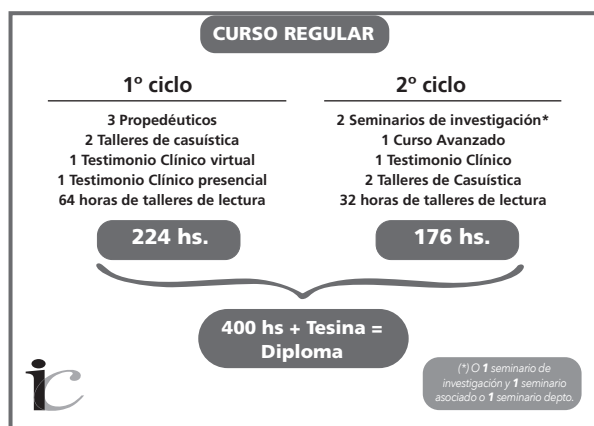 CURSO REGULAR
1º ciclo
3 Propedéuticos
2 Talleres de casuística
1 Testimonio Clínico virtual
1 Testimonio Clínico presencial
64 horas de talleres de lectura
224 hs.
2º ciclo
2 Seminarios de investigación*
1 Curso Avanzado
1 Testimonio Clínico
2 Talleres de Casuística
32 horas de talleres de lectura
176 hs.
400 hs + Tesina =
Diploma
ic
(*) O 1 seminario de
investigación y 1 seminario
asociado o 1 seminario depto.